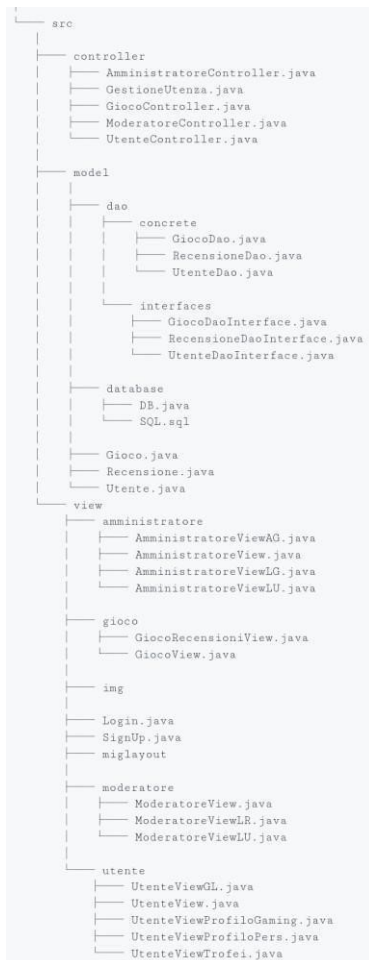 src
controller
AmministratoreController.java
GestioneUtenza.java
GiocoController.java
ModeratoreController.java
UtenteController.java
model
dao
concrete
GiocoDao.java
RecensioneDao.java
UtenteDao.java
interfaces
GiocoDaoInterface.java
RecensioneDaoInterface.java
UtenteDaoInterface.java
database
DB.java
SQL.sql
Gioco.java
Recensione.java
Utente.java
view
amministratore
AmministratoreViewAG.java
AmministratoreView.java
AmministratoreViewLG.java
AmministratoreViewLU.java
gioco
GiocoRecensioniView.java
GiocoView.java
img
Login.java
SignUp.java
miglayout
moderatore
ModeratoreView.java
ModeratoreViewLR.java
ModeratoreViewLU.java
utente
UtenteViewGL.java
UtenteView.java
UtenteViewProfiloGaming.java
UtenteViewProfiloPers.java
UtenteViewTrofei.java